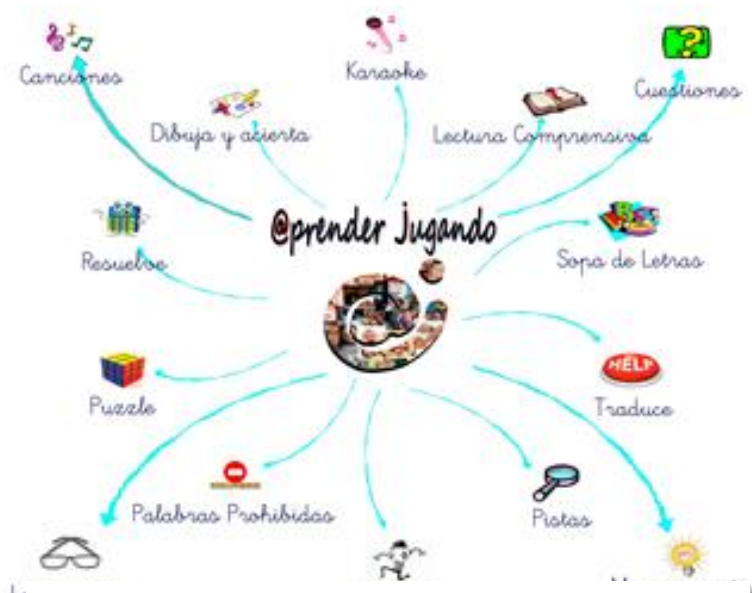 Canciones
Karaoke
Cuestiones
Dibuja y acierta
Lectura Comprensiva
@prender jugando
Resuelve
Sopa de Letras
HELP
Puzzle
Traduce
Palabras Prohibidas
Pistas